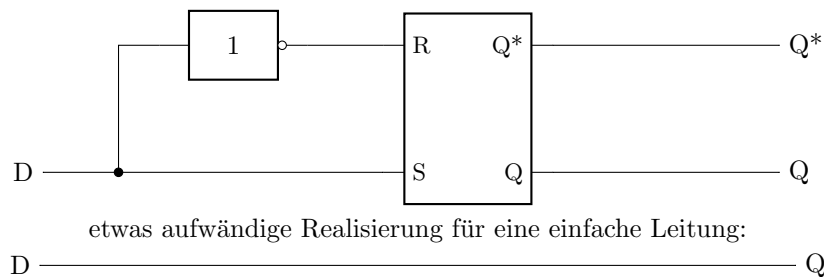 1
R Q* Q*
D S Q Q
etwas aufwändige Realisierung für eine einfache Leitung:
D Q